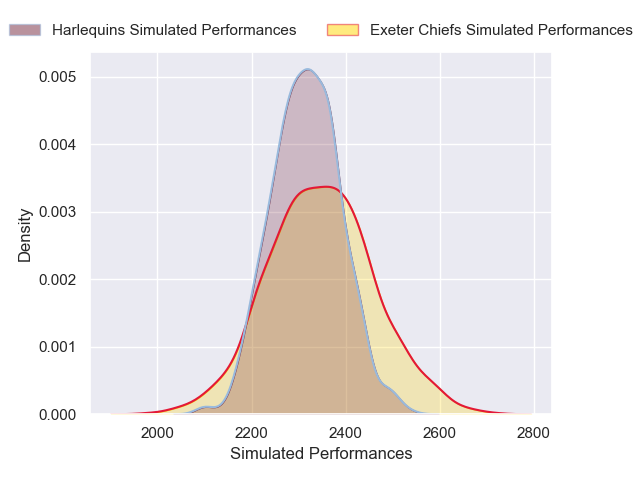 Harlequins Simulated Performances
Exeter Chiefs Simulated Performances
0.005
0.004
0.003
0.002
0.001
0.000
Density
2000
2200
2400
2600
2800
Simulated Performances